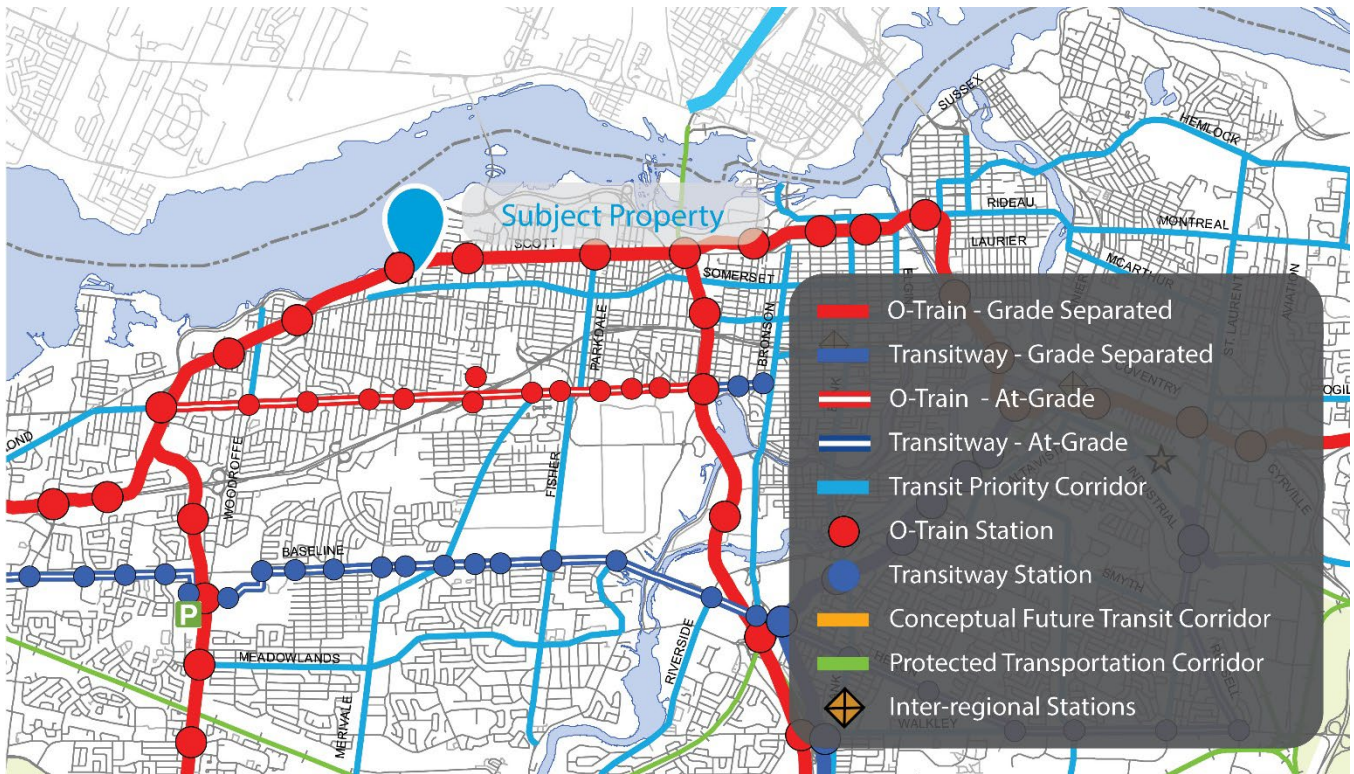 SUSSEX
HEMLOCK
Subject Property
SCOTT
RIDEAU
MONTREAL
LAURIER
MCARTHUR
SOMERSET
ST. LAURENT
AVIATION
PARKDALE
BRONSON
O-Train - Grade Separated
Transitway - Grade Separated
COVENTRY
O-Train - At-Grade
Transitway - At-Grade
WOODROFFE
FISHER
INDUSTRIAL
CYRVILLE
Transit Priority Corridor
O-Train Station
BASELINE
Transitway Station
SMYTH
P
Conceptual Future Transit Corridor
MEADOWLANDS
RIVERSIDE
Protected Transportation Corridor
RUSSELL
MERIVALE
Inter-regional Stations
WALKLEY